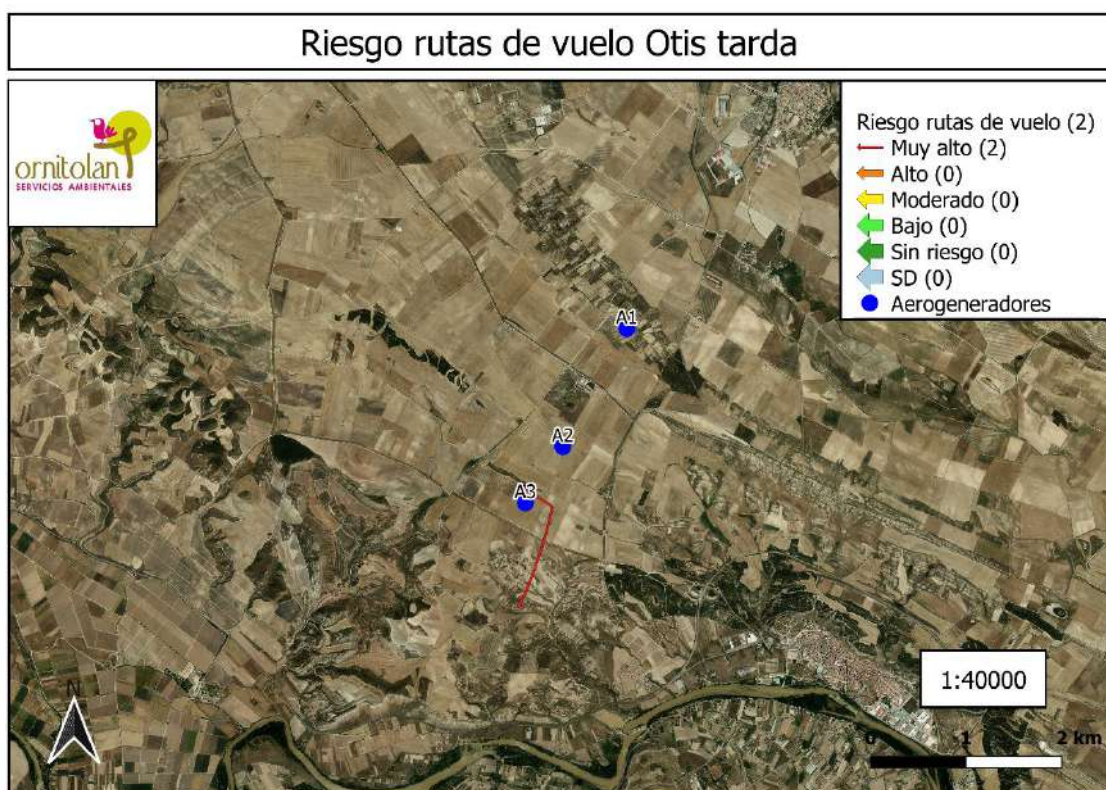 Riesgo rutas de vuelo Otis tarda
ornitolan
SERVICIOS AMBIENTALES
Riesgo rutas de vuelo (2)
Muy alto (2)
Alto (0)
Moderado (0)
Bajo (0)
Sin riesgo (0)
SD (0)
Aerogeneradores
A1
A2
A3
1:40000
N
0 1 2 km